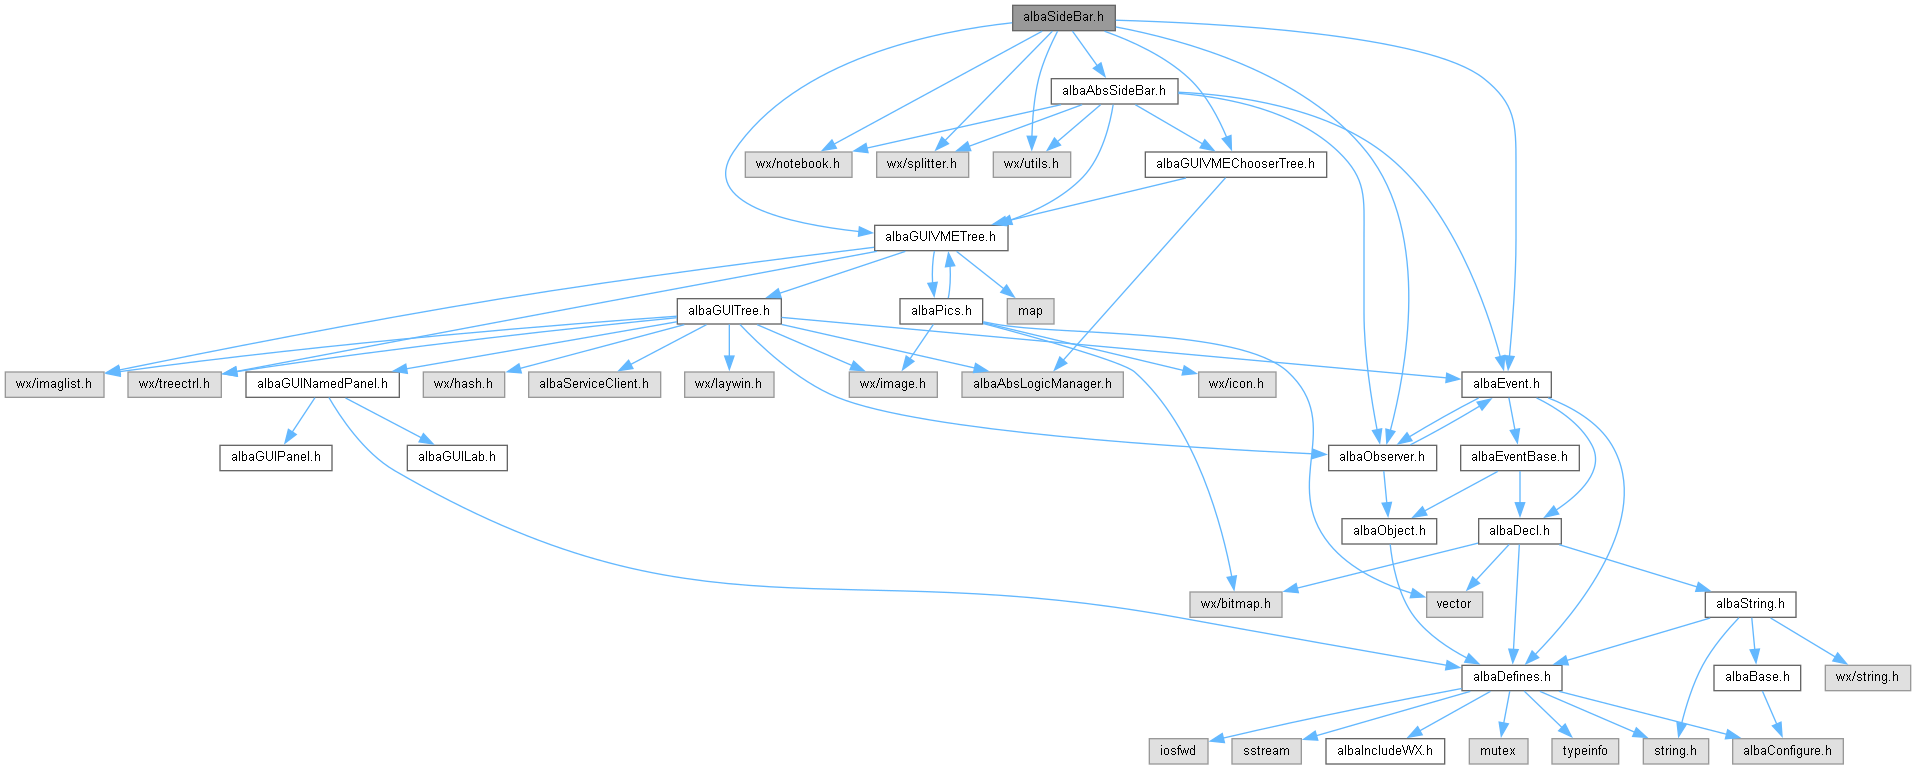 albaSideBar.h
albaAbsSideBar.h
wx/notebook.h
wx/splitter.h
wx/utils.h
albaGUIVMEChooserTree.h
albaGUIVMETree.h
albaGUITree.h
albaPics.h
map
wx/imaglist.h
wx/treectrl.h
albaGUINamedPanel.h
wx/hash.h
albaServiceClient.h
wx/laywin.h
wx/image.h
albaAbsLogicManager.h
wx/icon.h
albaEvent.h
albaGUIPanel.h
albaGUILab.h
albaObserver.h
albaEventBase.h
albaObject.h
albaDecl.h
wx/bitmap.h
vector
albaString.h
albaDefines.h
albaBase.h
wx/string.h
iosfwd
sstream
albaIncludeWX.h
mutex
typeinfo
string.h
albaConfigure.h